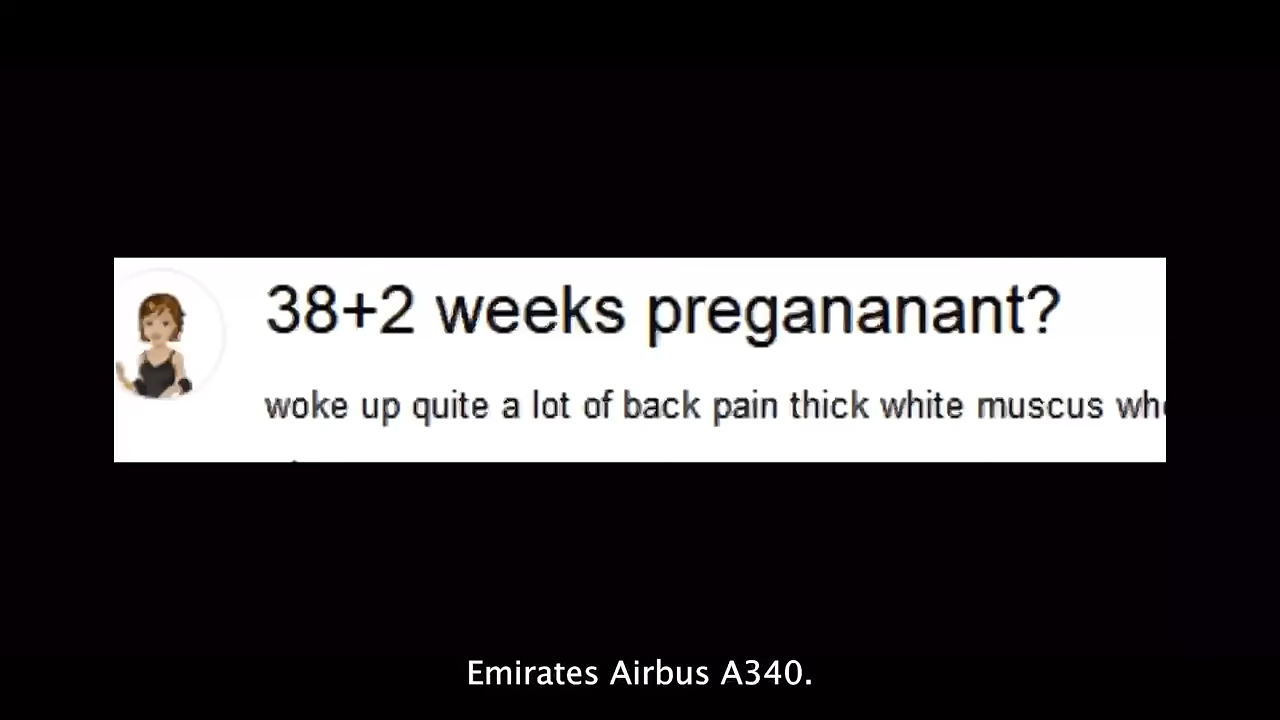 38+2 weeks pregananant?
woke up quite a lot of back pain thick white muscus
Emirates Airbus A340.